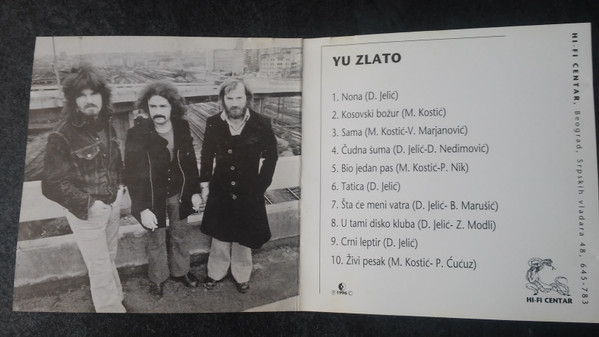 YU ZLATO
1. Nona (D. Jelić)
2. Kosovski božur (M. Kostić)
3. Sama (M. Kostić-V. Marjanović)
4. Čudna šuma (D. Jelić-D. Nedimović)
5. Bio jedan pas (M. Kostić-P. Nik)
6. Tatica (D. Jelić)
7. Šta će meni vatra (D. Jelić- B. Marušić)
8. U tami disko kluba (D. Jelić- Z. Modli)
9. Crni leptir (D. Jelić)
10. Živi pesak (M. Kostić- P. Ćućuz)
℗ 1996 ©
HI-FI CENTAR
HI-FI CENTAR, Beograd, Srpskih vladara 48, 645-783